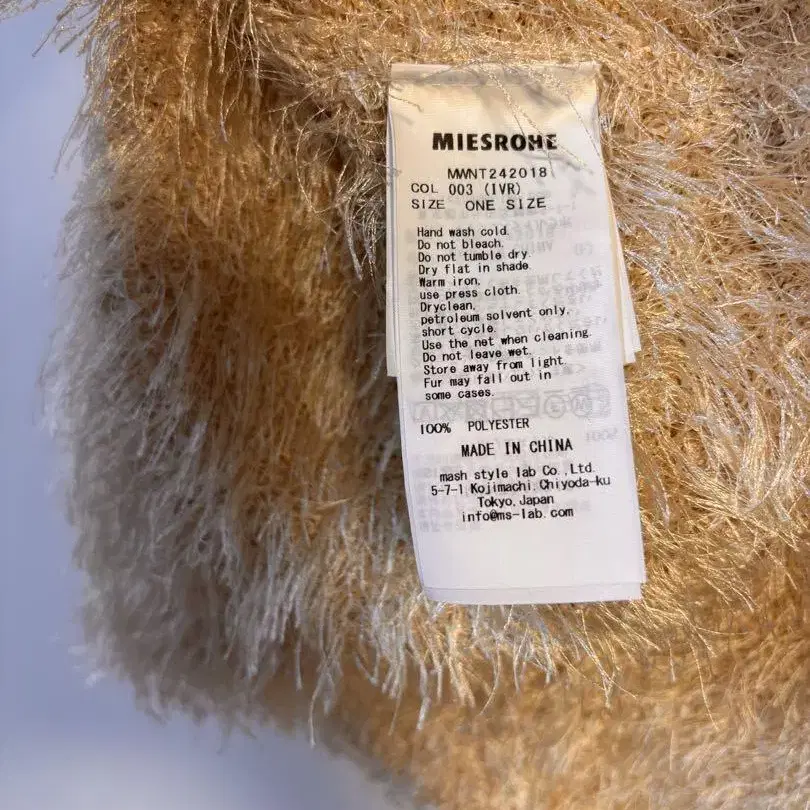 MIESROHE
MWNT242018
COL 003 (IVR)
SIZE ONE SIZE
Hand wash cold.
Do not bleach.
Do not tumble dry.
Dry flat in shade.
Warm iron,
use press cloth.
Dryclean,
petroleum solvent only,
short cycle.
Use the net when cleaning.
Do not leave wet.
Store away from light.
Fur may fall out in
some cases.
100% POLYESTER
MADE IN CHINA
mash style lab Co.,Ltd.
5-7-1 Kojimachi,Chiyoda-ku
Tokyo,Japan
info@ms-lab.com